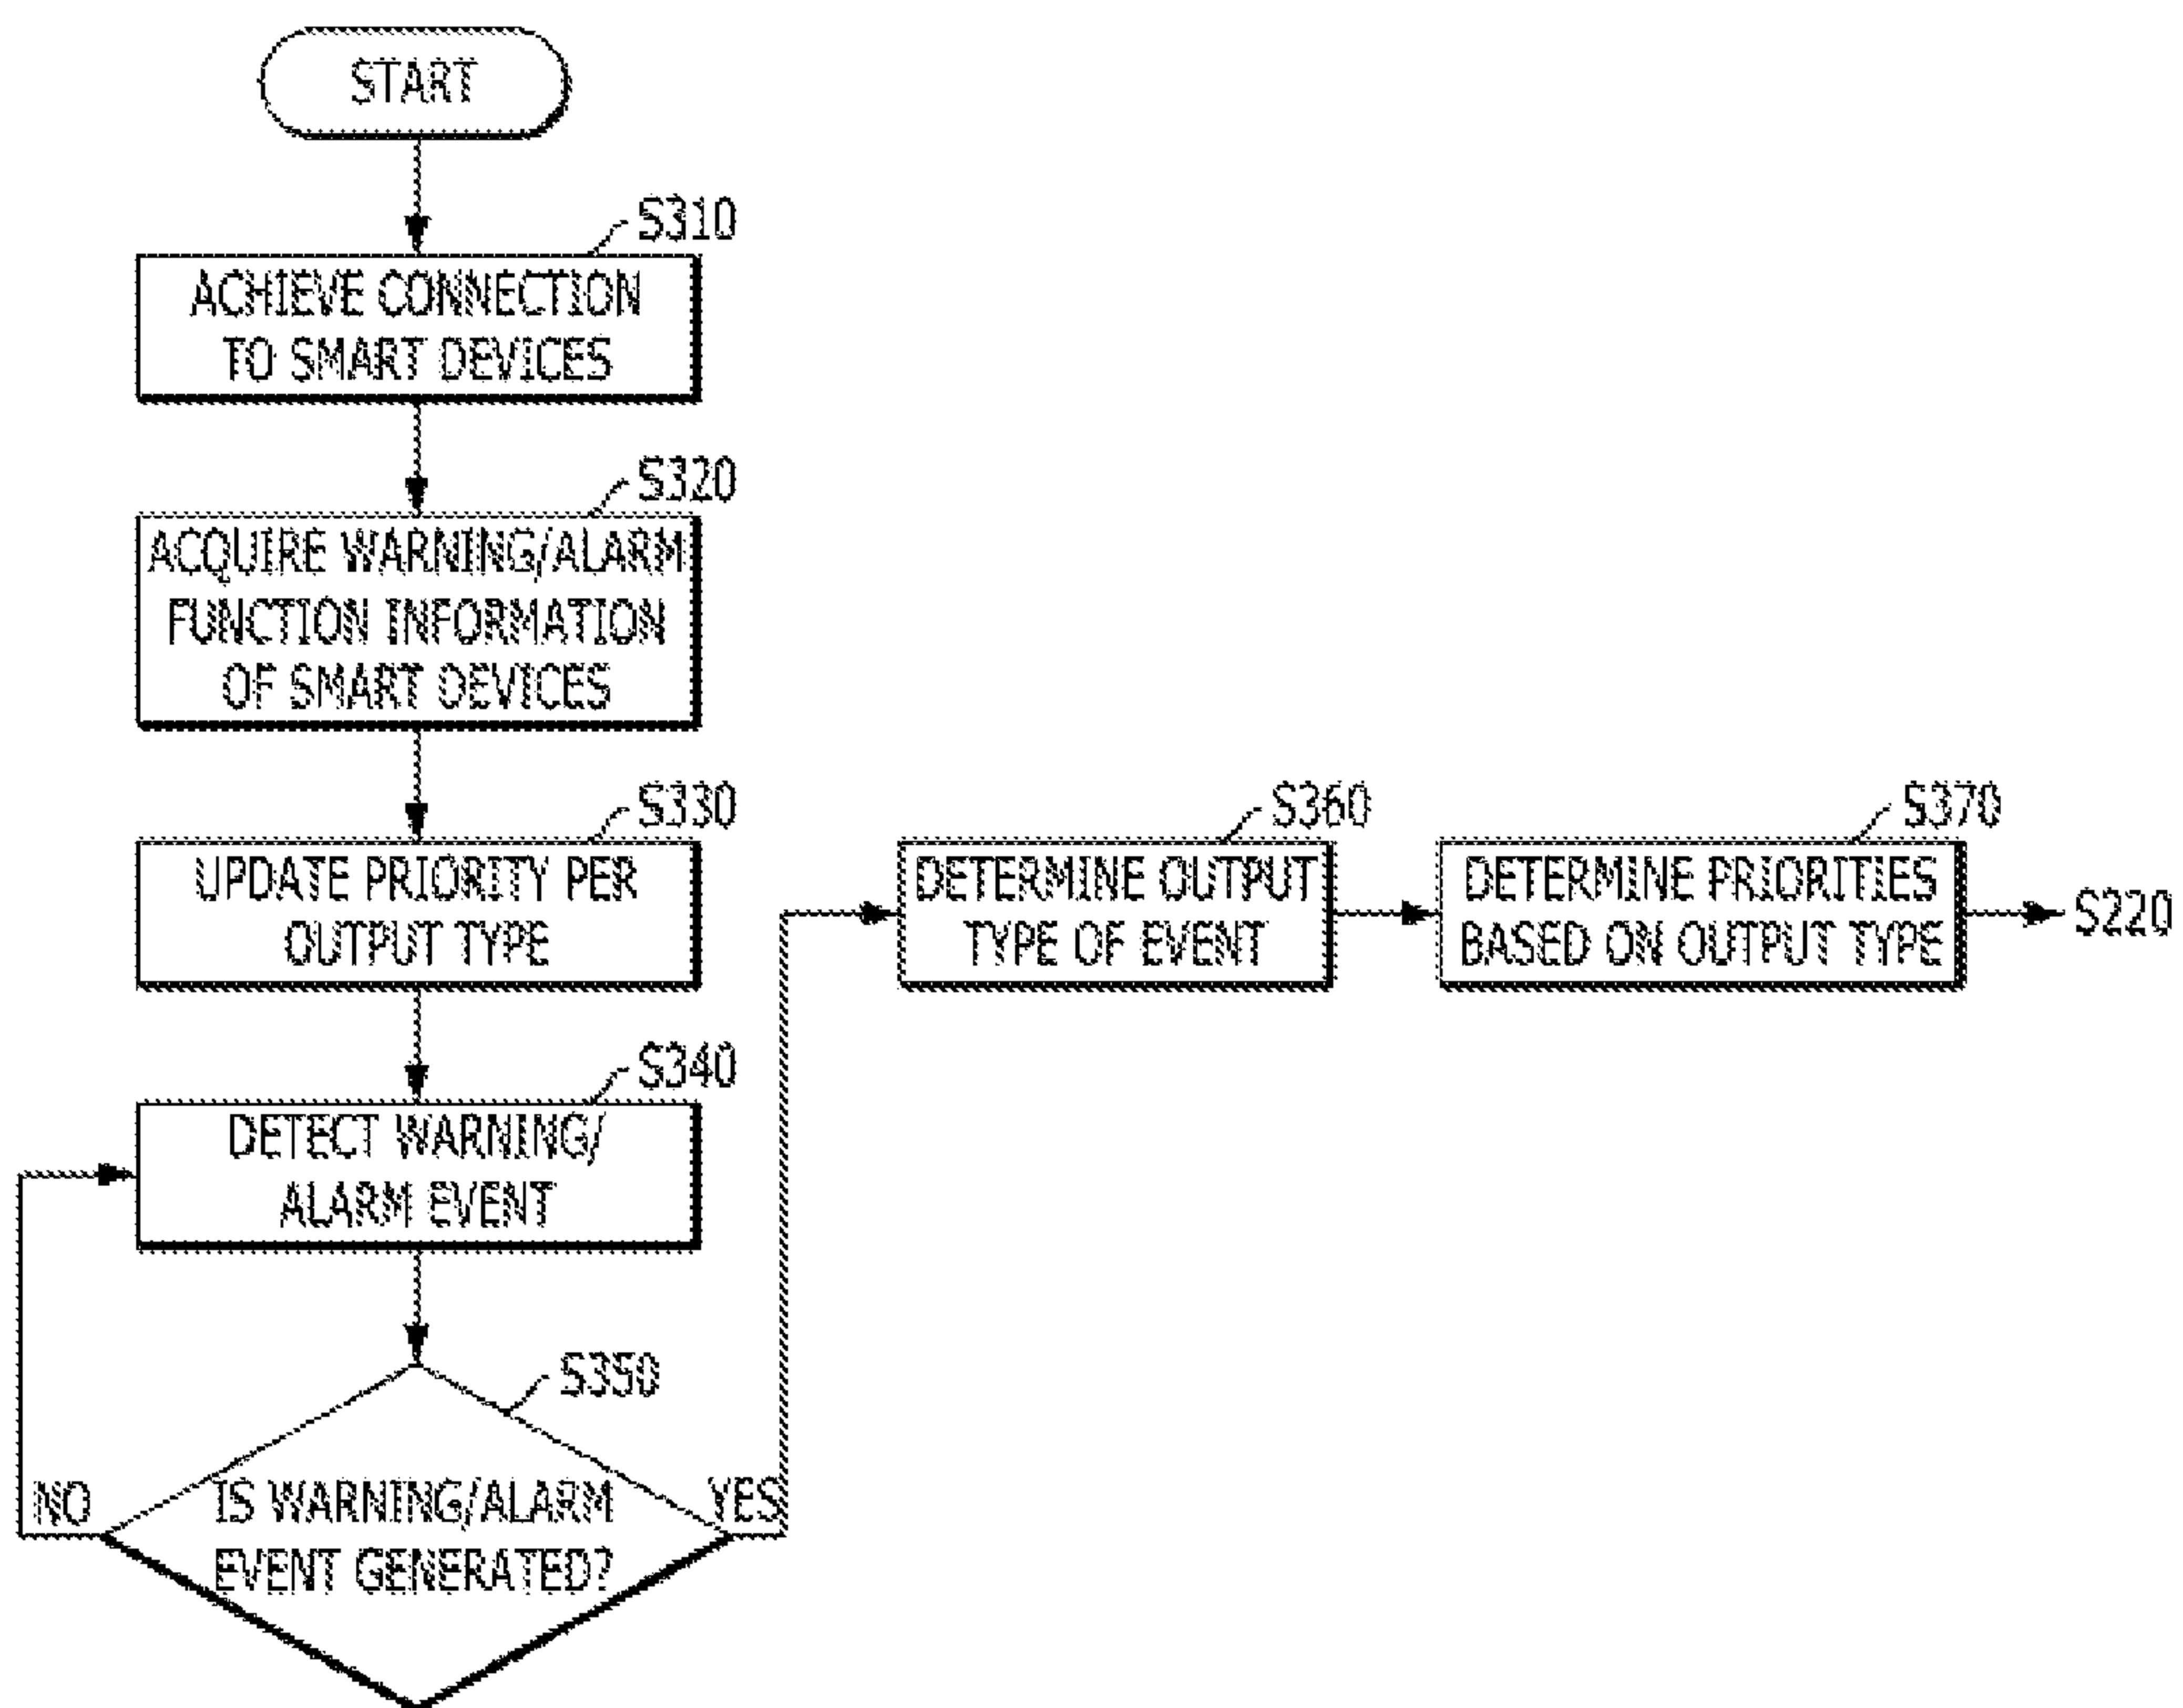 START
S310
ACHIEVE CONNECTION
TO SMART DEVICES
S320
ACQUIRE WARNING/ALARM
FUNCTION INFORMATION
OF SMART DEVICES
S330
UPDATE PRIORITY PER
OUTPUT TYPE
S340
DETECT WARNING/
ALARM EVENT
S350
IS WARNING/ALARM
EVENT GENERATED?
NO
YES
S360
DETERMINE OUTPUT
TYPE OF EVENT
S370
DETERMINE PRIORITIES
BASED ON OUTPUT TYPE
S220